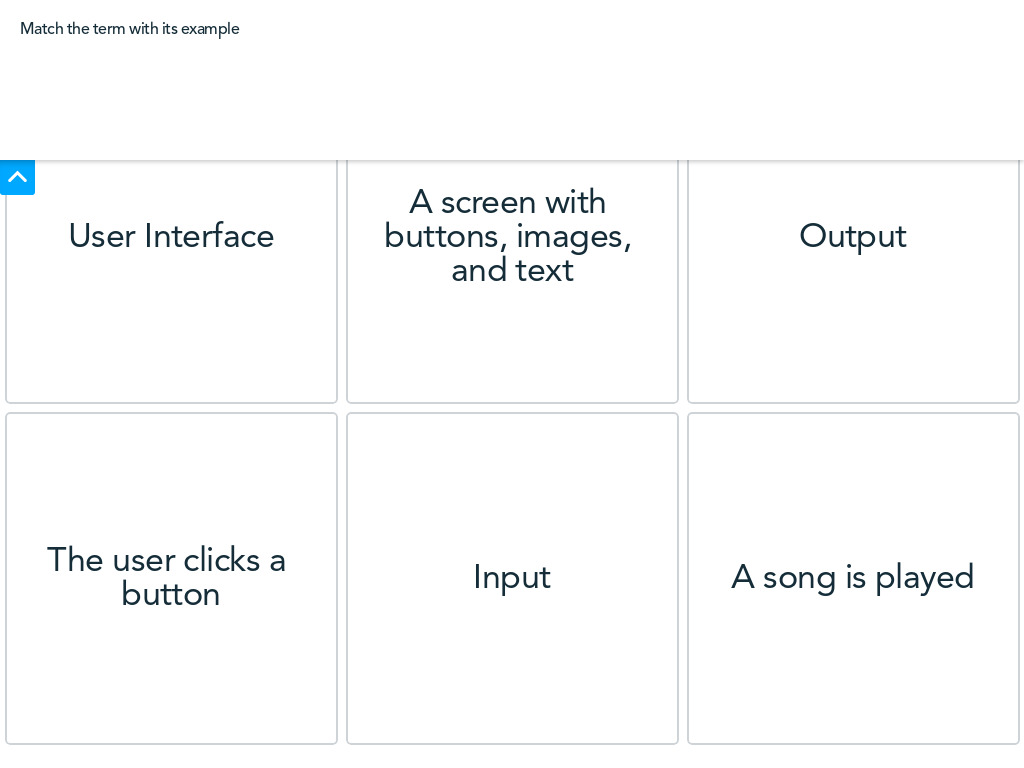 Match the term with its example
User Interface
A screen with
buttons, images,
and text
Output
The user clicks a
button
Input
A song is played